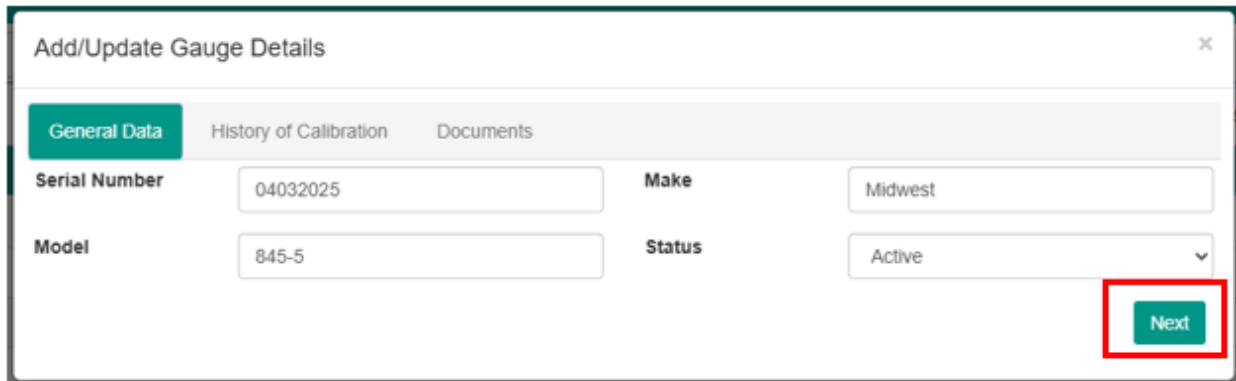 Add/Update Gauge Details ×
General Data History of Calibration Documents
Serial Number 04032025 Make Midwest
Model 845-5 Status Active
Next